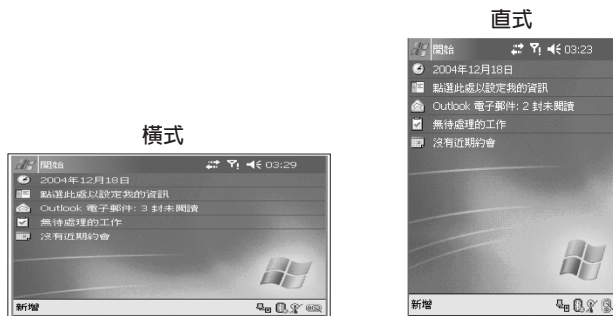 橫式
開始 03:29
2004年12月18日
點選此處以設定我的資訊
Outlook 電子郵件: 3 封未閱讀
無待處理的工作
沒有近期約會
新增
直式
開始 03:23
2004年12月18日
點選此處以設定我的資訊
Outlook 電子郵件: 2 封未閱讀
無待處理的工作
沒有近期約會
新增